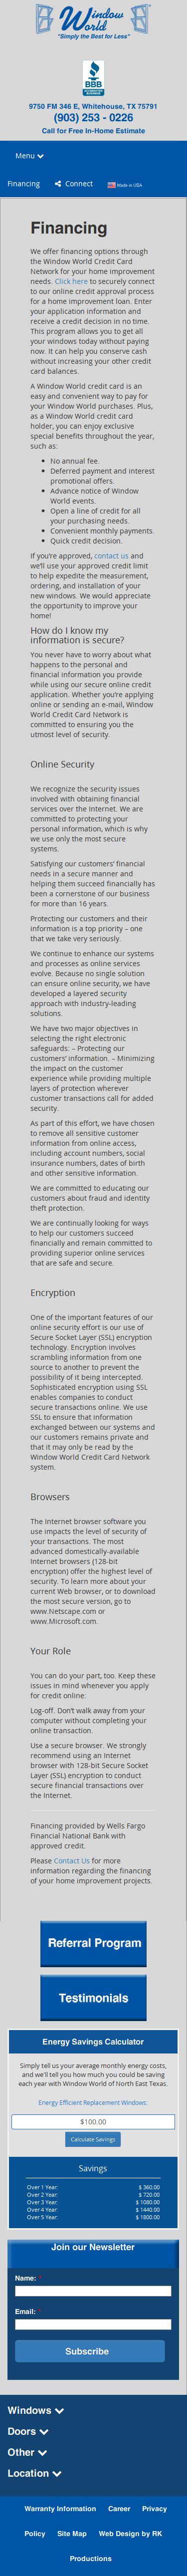 Window
World
"Simply the Best for Less"
BBB
9750 FM 346 E, Whitehouse, TX 75791
(903) 253 - 0226
Call for Free In-Home Estimate
Menu
Financing Connect Made in USA
Financing
We offer financing options through
the Window World Credit Card
Network for your home improvement
needs. Click here to securely connect
to our online credit approval process
for a home improvement loan. Enter
your application information and
receive a credit decision in no time.
This program allows you to get all
your windows today without paying
now. It can help you conserve cash
without increasing your other credit
card balances.
A Window World credit card is an
easy and convenient way to pay for
your Window World purchases. Plus,
as a Window World credit card
holder, you can enjoy exclusive
special benefits throughout the year,
such as:
No annual fee.
Deferred payment and interest
promotional offers.
Advance notice of Window
World events.
Open a line of credit for all
your purchasing needs.
Convenient monthly payments.
Quick credit decision.
If you're approved, contact us and
we'll use your approved credit limit
to help expedite the measurement,
ordering, and installation of your
new windows. We would appreciate
the opportunity to improve your
home!
How do I know my
information is secure?
You never have to worry about what
happens to the personal and
financial information you provide
while using our secure online credit
application. Whether you're applying
online or sending an e-mail, Window
World Credit Card Network is
committed to ensuring you the
utmost level of security.
Online Security
We recognize the security issues
involved with obtaining financial
services over the Internet. We are
committed to protecting your
personal information, which is why
we use only the most secure
systems.
Satisfying our customers' financial
needs in a secure manner and
helping them succeed financially has
been a cornerstone of our business
for more than 16 years.
Protecting our customers and their
information is a top priority – one
that we take very seriously.
We continue to enhance our systems
and processes as online services
evolve. Because no single solution
can ensure online security, we have
developed a layered security
approach with industry-leading
solutions.
We have two major objectives in
selecting the right electronic
safeguards: – Protecting our
customers' information. – Minimizing
the impact on the customer
experience while providing multiple
layers of protection wherever
customer transactions call for added
security.
As part of this effort, we have chosen
to remove all sensitive customer
information from online access,
including account numbers, social
insurance numbers, dates of birth
and other sensitive information.
We are committed to educating our
customers about fraud and identity
theft protection.
We are continually looking for ways
to help our customers succeed
financially and remain committed to
providing superior online services
that are safe and secure.
Encryption
One of the important features of our
online security effort is our use of
Secure Socket Layer (SSL) encryption
technology. Encryption involves
scrambling information from one
source to another to prevent the
possibility of it being intercepted.
Sophisticated encryption using SSL
enables companies to conduct
secure transactions online. We use
SSL to ensure that information
exchanged between our systems and
our customers remains private and
that it may only be read by the
Window World Credit Card Network
system.
Browsers
The Internet browser software you
use impacts the level of security of
your transactions. The most
advanced domestically-available
Internet browsers (128-bit
encryption) offer the highest level of
security. To learn more about your
current Web browser, or to download
the most secure version, go to
www.Netscape.com or
www.Microsoft.com.
Your Role
You can do your part, too. Keep these
issues in mind whenever you apply
for credit online:
Log-off. Don't walk away from your
computer without completing your
online transaction.
Use a secure browser. We strongly
recommend using an Internet
browser with 128-bit Secure Socket
Layer (SSL) encryption to conduct
secure financial transactions over
the Internet.
Financing provided by Wells Fargo
Financial National Bank with
approved credit.
Please Contact Us for more
information regarding the financing
of your home improvement projects.
Referral Program
Testimonials
Energy Savings Calculator
Simply tell us your average monthly energy costs,
and we'll tell you how much you could be saving
each year with Window World of North East Texas.
Energy Efficient Replacement Windows:
$100.00
Calculate Savings
Savings
Over 1 Year: $ 360.00
Over 2 Year: $ 720.00
Over 3 Year: $ 1080.00
Over 4 Year: $ 1440.00
Over 5 Year: $ 1800.00
Join our Newsletter
Name: *
Email: *
Subscribe
Windows
Doors
Other
Location
Warranty Information Career Privacy
Policy Site Map Web Design by RK
Productions